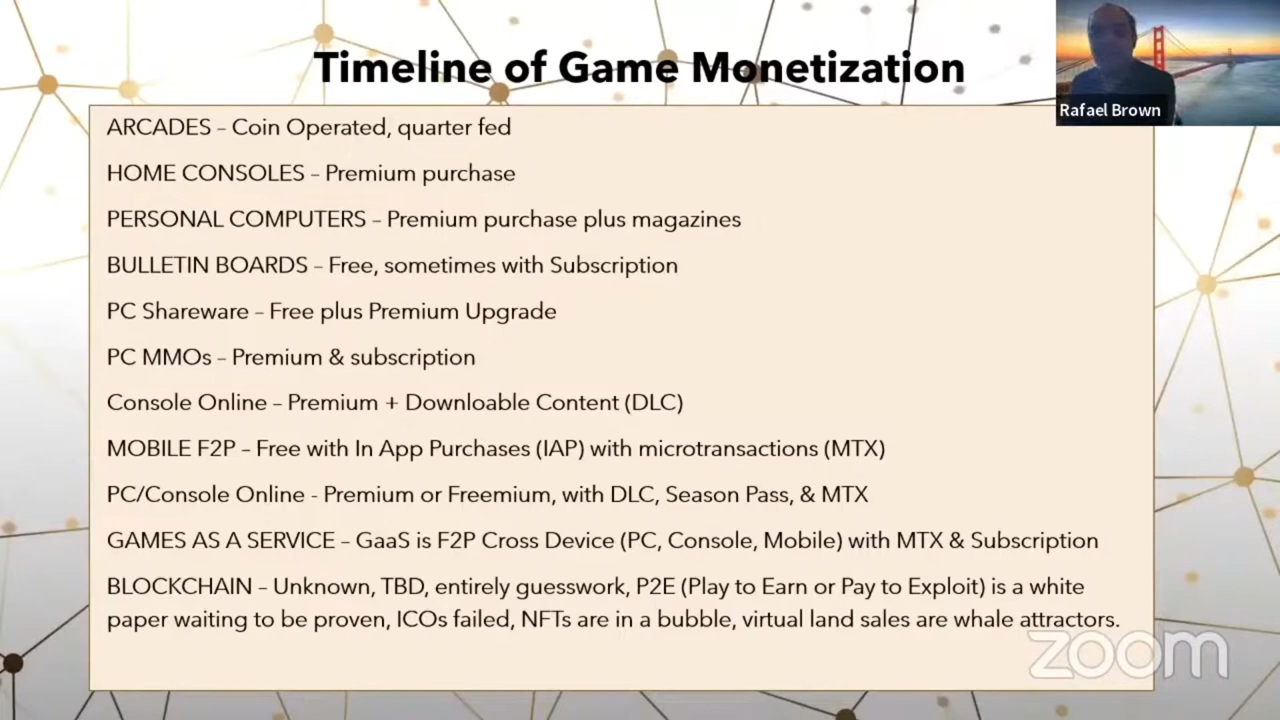 Timeline of Game Monetization
Rafael Brown
ARCADES – Coin Operated, quarter fed
HOME CONSOLES – Premium purchase
PERSONAL COMPUTERS – Premium purchase plus magazines
BULLETIN BOARDS – Free, sometimes with Subscription
PC Shareware – Free plus Premium Upgrade
PC MMOs – Premium & subscription
Console Online – Premium + Downloable Content (DLC)
MOBILE F2P – Free with In App Purchases (IAP) with microtransactions (MTX)
PC/Console Online - Premium or Freemium, with DLC, Season Pass, & MTX
GAMES AS A SERVICE – GaaS is F2P Cross Device (PC, Console, Mobile) with MTX & Subscription
BLOCKCHAIN – Unknown, TBD, entirely guesswork, P2E (Play to Earn or Pay to Exploit) is a white
paper waiting to be proven, ICOs failed, NFTs are in a bubble, virtual land sales are whale attractors.
zoom